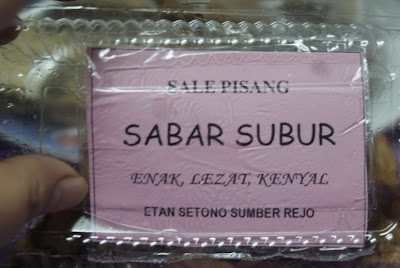 SALE PISANG
SABAR SUBUR
ENAK, LEZAT, KENYAL
ETAN SETONO SUMBER REJO